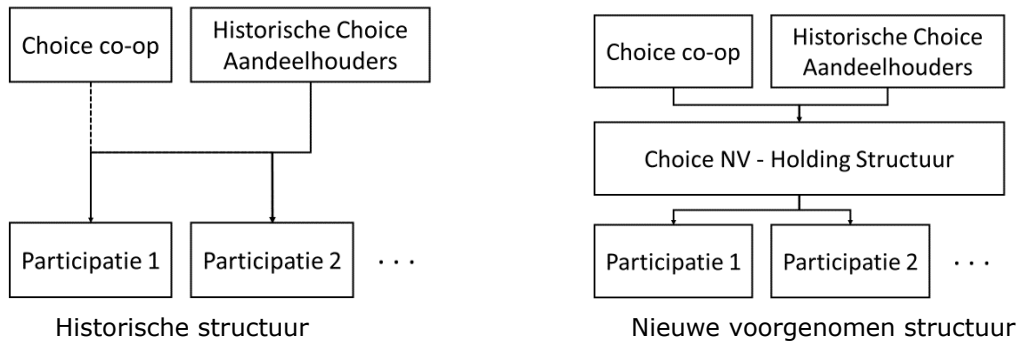 Choice co-op
Historische Choice
Aandeelhouders
Participatie 1
Participatie 2
. . .
Historische structuur
Choice co-op
Historische Choice
Aandeelhouders
Choice NV - Holding Structuur
Participatie 1
Participatie 2
. . .
Nieuwe voorgenomen structuur